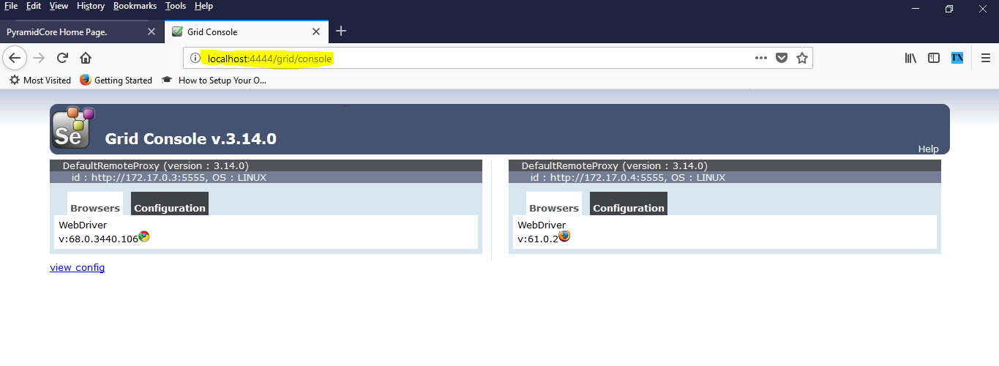 File Edit View History Bookmarks Tools Help
PyramidCore Home Page.
Grid Console
localhost:4444/grid/console
TX
Most Visited
Getting Started
How to Setup Your O...
Se
Grid Console v.3.14.0
Help
DefaultRemoteProxy (version : 3.14.0)
id : http://172.17.0.3:5555, OS : LINUX
Browsers
Configuration
WebDriver
v:68.0.3440.106
DefaultRemoteProxy (version : 3.14.0)
id : http://172.17.0.4:5555, OS : LINUX
Browsers
Configuration
WebDriver
v:61.0.2
view config